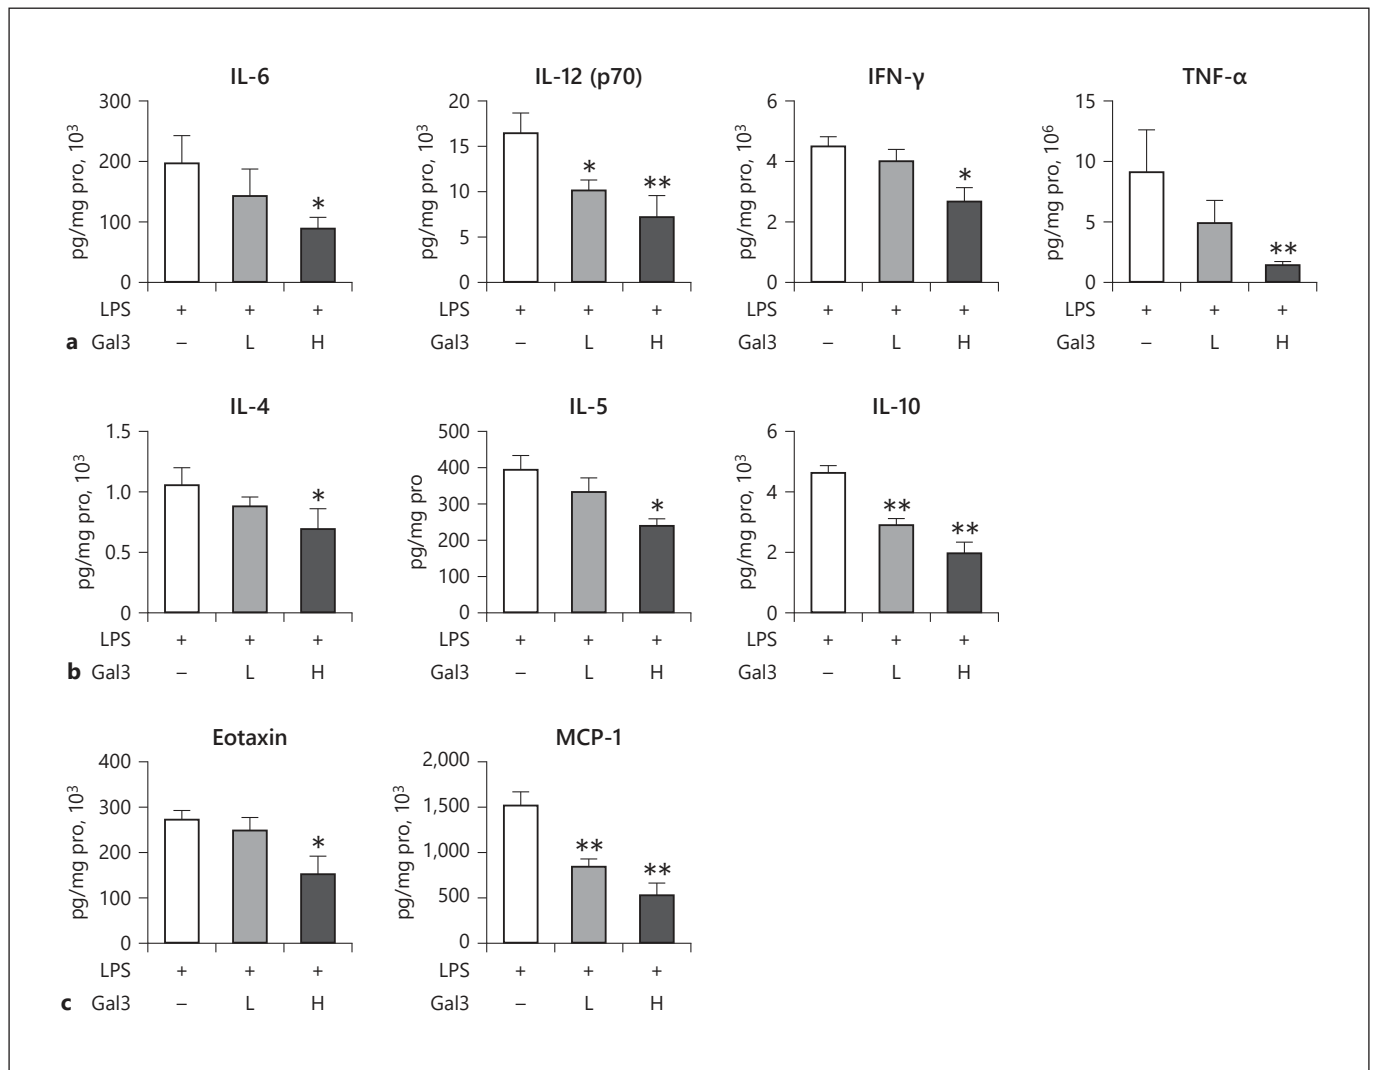 IL-6 IL-12 (p70) IFN-γ TNF-α
300 20 6 15
200 15 4 10
100 10 2 5
0 5 0 0
0
pg/mg pro, 10³ pg/mg pro, 10³ pg/mg pro, 10³ pg/mg pro, 10⁶
* * ** * **
LPS + + + LPS + + + LPS + + + LPS + + +
a Gal3 – L H Gal3 – L H Gal3 – L H Gal3 – L H
IL-4 IL-5 IL-10
1.5 500 6
1.0 400 4
0.5 300 2
0 200 0
100
0
pg/mg pro, 10³ pg/mg pro pg/mg pro, 10³
* * ** **
LPS + + + LPS + + + LPS + + +
b Gal3 – L H Gal3 – L H Gal3 – L H
Eotaxin MCP-1
400 2,000
300 1,500
200 1,000
100 500
0 0
pg/mg pro, 10³ pg/mg pro, 10³
* ** **
LPS + + + LPS + + +
c Gal3 – L H Gal3 – L H